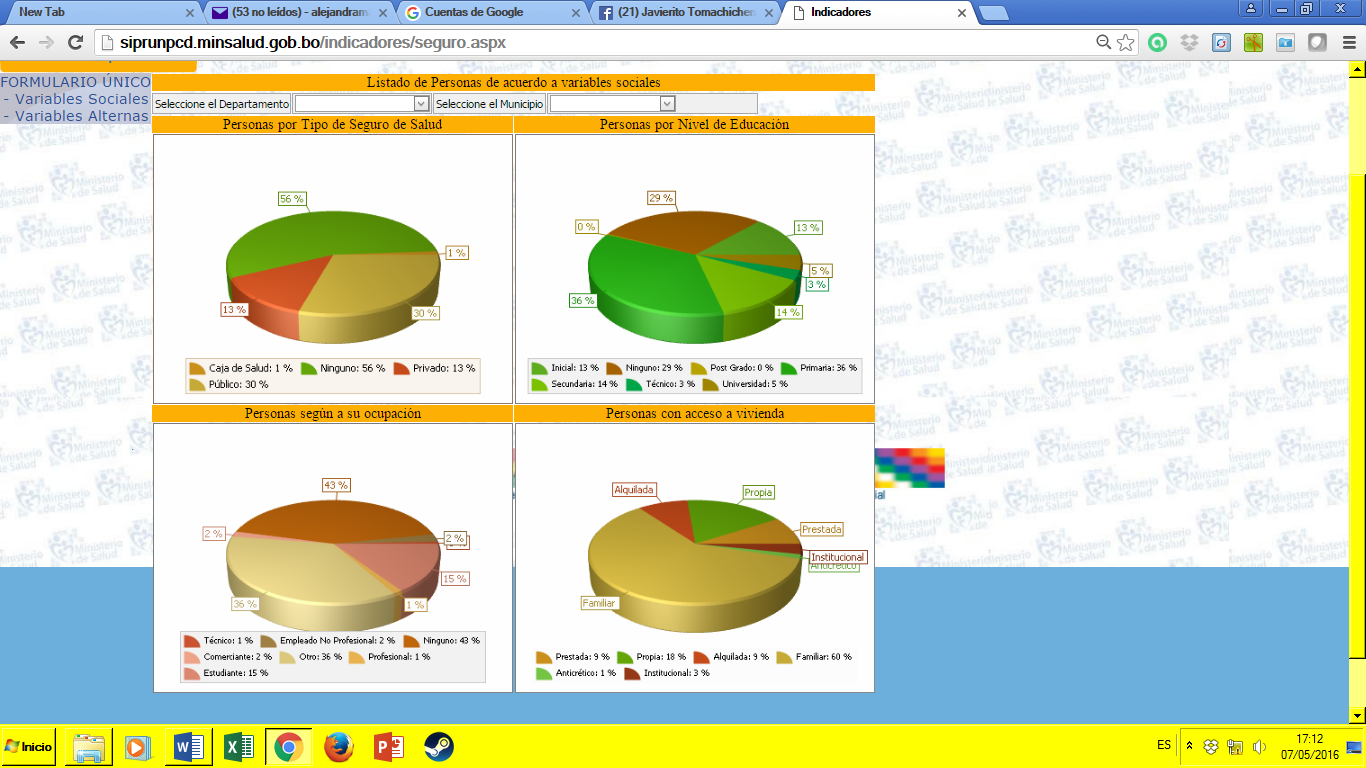 New Tab
(53 no leídos) - alejandrama
Cuentas de Google
(21) Javierito Tomachichen
Indicadores
siprunpcd.minsalud.gob.bo/indicadores/seguro.aspx
FORMULARIO ÚNICO
- Variables Sociales
- Variables Alternas
Listado de Personas de acuerdo a variables sociales
Seleccione el Departamento
Seleccione el Municipio
Personas por Tipo de Seguro de Salud
56 %
1 %
13 %
30 %
Caja de Salud: 1 % Ninguno: 56 % Privado: 13 %
Público: 30 %
Personas por Nivel de Educación
29 %
0 %
13 %
5 %
3 %
36 %
14 %
Inicial: 13 % Ninguno: 29 % Post Grado: 0 % Primaria: 36 %
Secundaria: 14 % Técnico: 3 % Universidad: 5 %
Personas según a su ocupación
43 %
2 %
2 %
15 %
36 %
1 %
Técnico: 1 % Empleado No Profesional: 2 % Ninguno: 43 %
Comerciante: 2 % Otro: 36 % Profesional: 1 %
Estudiante: 15 %
Personas con acceso a vivienda
Alquilada
Propia
Prestada
Institucional
Anticrético
Familiar
Prestada: 9 % Propia: 18 % Alquilada: 9 % Familiar: 60 %
Anticrético: 1 % Institucional: 3 %
Ministerio
de Salud
ial
Inicio
ES
17:12
07/05/2016